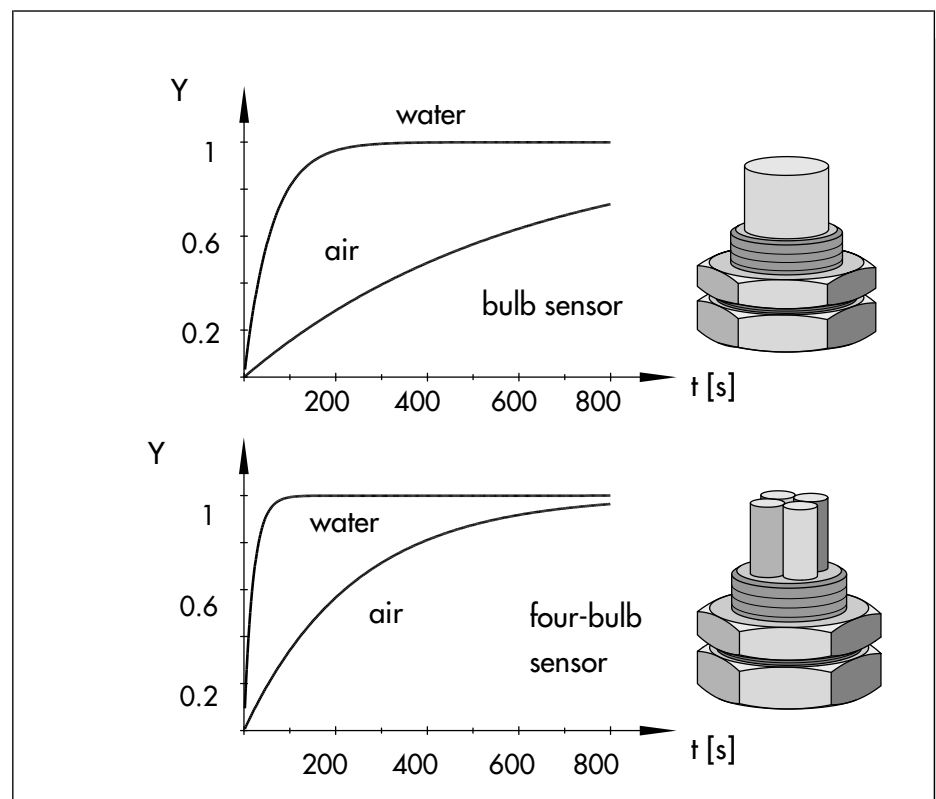 Y
water
1
air
0.6
bulb sensor
0.2
t [s]
200 400 600 800
Y
1
water
0.6
air
four-bulb
sensor
0.2
t [s]
200 400 600 800